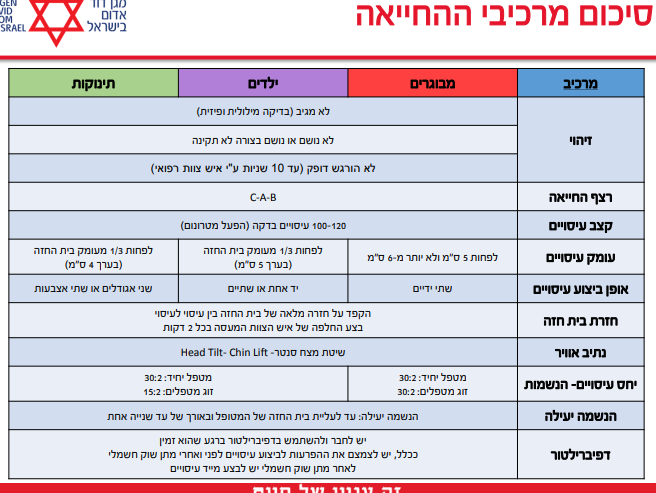 סיכום מרכיבי ההחייאה
מגן דוד
אדום
בישראל
GEN
VID
OM
ISRAEL
מרכיב
מבוגרים
ילדים
תינוקות
זיהוי
לא מגיב (בדיקה מילולית ופיזית)
לא נושם או נושם בצורה לא תקינה
לא הורגש דופק (עד 10 שניות ע"י איש צוות רפואי)
רצף החייאה
C-A-B
קצב עיסויים
100-120 עיסויים בדקה (הפעל מטרונום)
עומק עיסויים
לפחות 5 ס"מ ולא יותר מ-6 ס"מ
לפחות 1/3 מעומק בית החזה
(בערך 5 ס"מ)
לפחות 1/3 מעומק בית החזה
(בערך 4 ס"מ)
אופן ביצוע עיסויים
שתי ידיים
יד אחת או שתיים
שני אגודלים או שתי אצבעות
חזרת בית חזה
הקפד על חזרה מלאה של בית החזה בין עיסוי לעיסוי
בצע החלפה של איש הצוות המעסה בכל 2 דקות
נתיב אוויר
שיטת מצח סנטר- Head Tilt- Chin Lift
יחס עיסויים- הנשמות
מטפל יחיד: 30:2
זוג מטפלים: 30:2
מטפל יחיד: 30:2
זוג מטפלים: 15:2
הנשמה יעילה
הנשמה יעילה: עד לעליית בית החזה של המטופל ובאורך של עד שנייה אחת
דפיברילטור
יש לחבר ולהשתמש בדפיברילטור ברגע שהוא זמין
ככלל, יש לצמצם את ההפרעות לביצוע עיסויים לפני ואחרי מתן שוק חשמלי
לאחר מתן שוק חשמלי יש לבצע מייד עיסויים